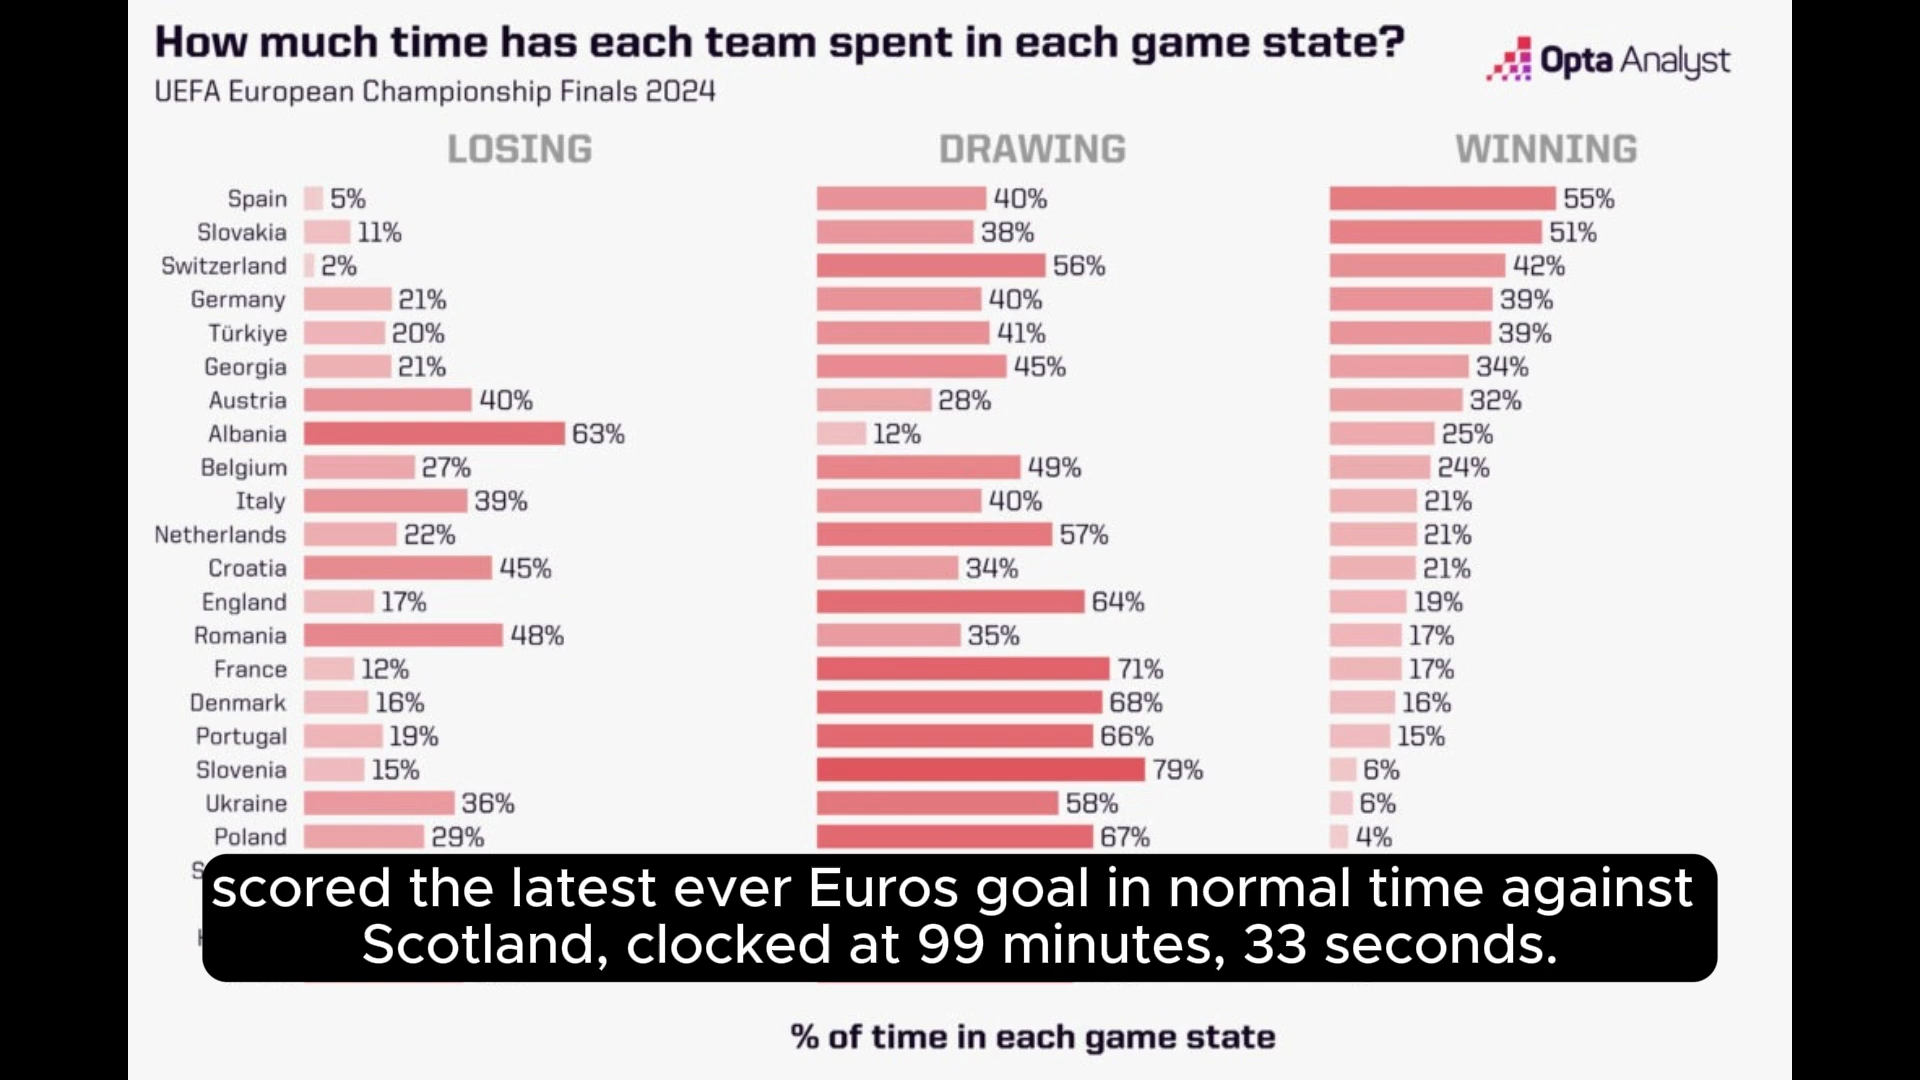 How much time has each team spent in each game state?
Opta Analyst
UEFA European Championship Finals 2024
LOSING DRAWING WINNING
Spain 5% 40% 55%
Slovakia 11% 38% 51%
Switzerland 2% 56% 42%
Germany 21% 40% 39%
Türkiye 20% 41% 39%
Georgia 21% 45% 34%
Austria 40% 28% 32%
Albania 63% 12% 25%
Belgium 27% 49% 24%
Italy 39% 40% 21%
Netherlands 22% 57% 21%
Croatia 45% 34% 21%
England 17% 64% 19%
Romania 48% 35% 17%
France 12% 71% 17%
Denmark 16% 68% 16%
Portugal 19% 66% 15%
Slovenia 15% 79% 6%
Ukraine 36% 58% 6%
Poland 29% 67% 4%
scored the latest ever Euros goal in normal time against
Scotland, clocked at 99 minutes, 33 seconds.
% of time in each game state